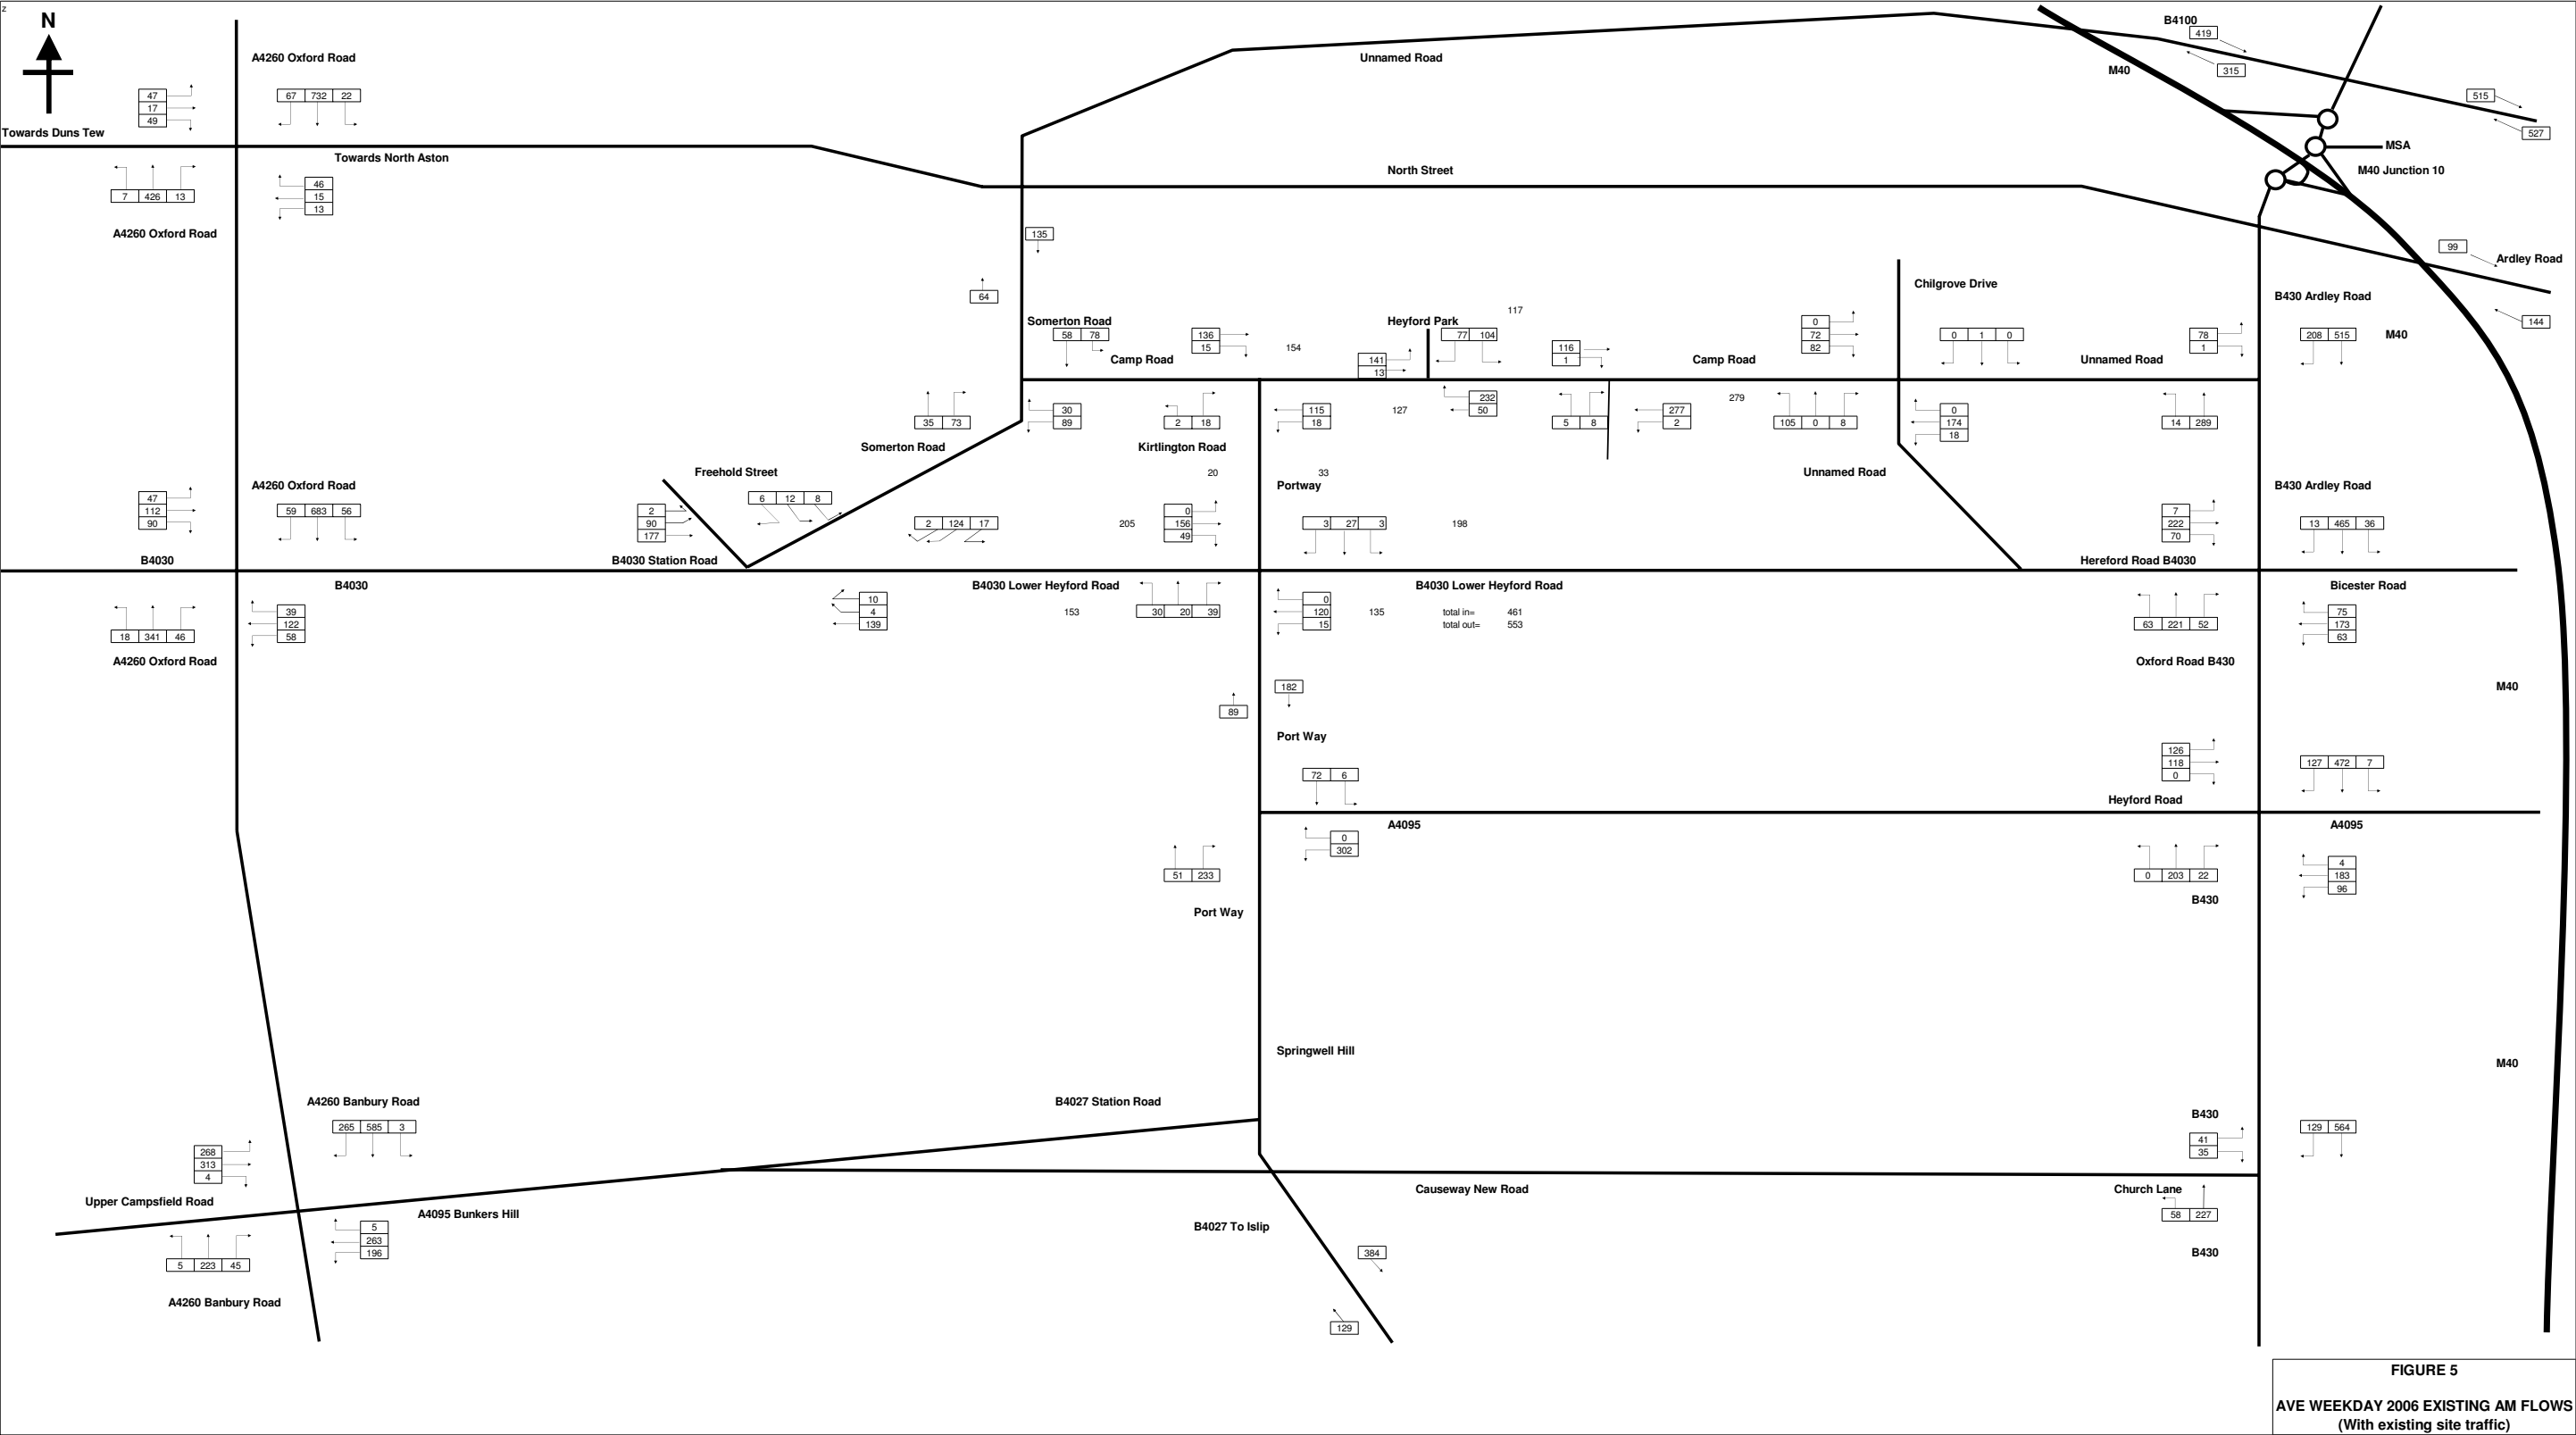 z
N
B4100
419
A4260 Oxford Road
Unnamed Road
M40
315
47
17
49
67 732 22
515
Towards Duns Tew
527
MSA
Towards North Aston
North Street
M40 Junction 10
7 426 13
46
15
13
A4260 Oxford Road
135
99
Ardley Road
64
Chilgrove Drive
B430 Ardley Road
117
Somerton Road
Heyford Park
144
58 78
136
15
154
141
13
77 104
116
1
0
72
82
0 1 0
78
1
208 515
M40
Camp Road
Camp Road
Unnamed Road
35 73
30
89
2 18
115
18
127
232
50
5 8
277
2
279
105 0 8
0
174
18
14 289
Somerton Road
Kirtlington Road
Freehold Street
20
33
Unnamed Road
A4260 Oxford Road
Portway
B430 Ardley Road
47
112
90
59 683 56
2
90
177
6 12 8
2 124 17
205
0
156
49
3 27 3
198
7
222
70
13 465 36
B4030
B4030 Station Road
Hereford Road B4030
B4030
B4030 Lower Heyford Road
B4030 Lower Heyford Road
Bicester Road
18 341 46
39
122
58
10
4
139
153
30 20 39
0
120
15
135
total in= 461
total out= 553
63 221 52
75
173
63
A4260 Oxford Road
Oxford Road B430
182
M40
89
Port Way
126
118
0
72 6
127 472 7
Heyford Road
A4095
A4095
0
302
51 233
0 203 22
4
183
96
B430
Port Way
Springwell Hill
M40
A4260 Banbury Road
B4027 Station Road
B430
265 585 3
129 564
268
313
4
41
35
Upper Campsfield Road
Causeway New Road
Church Lane
A4095 Bunkers Hill
5
263
196
B4027 To Islip
58 227
5 223 45
384
B430
A4260 Banbury Road
129
FIGURE 5
AVE WEEKDAY 2006 EXISTING AM FLOWS
(With existing site traffic)